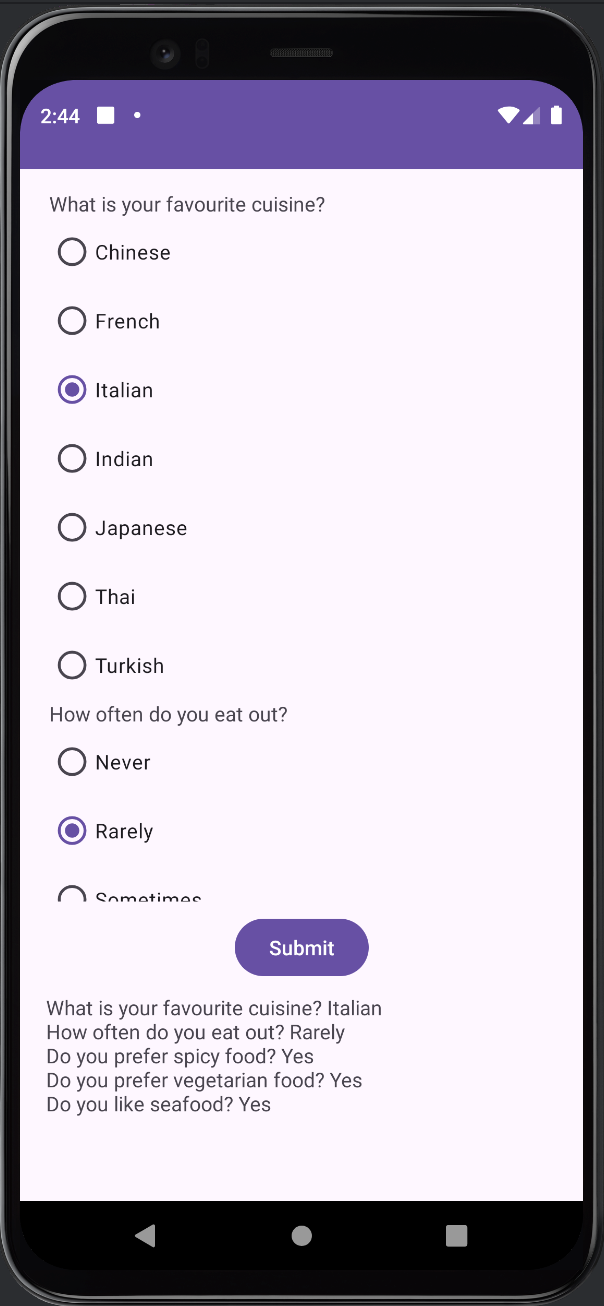 2:44
What is your favourite cuisine?
Chinese
French
Italian
Indian
Japanese
Thai
Turkish
How often do you eat out?
Never
Rarely
Sometimes
Submit
What is your favourite cuisine? Italian
How often do you eat out? Rarely
Do you prefer spicy food? Yes
Do you prefer vegetarian food? Yes
Do you like seafood? Yes